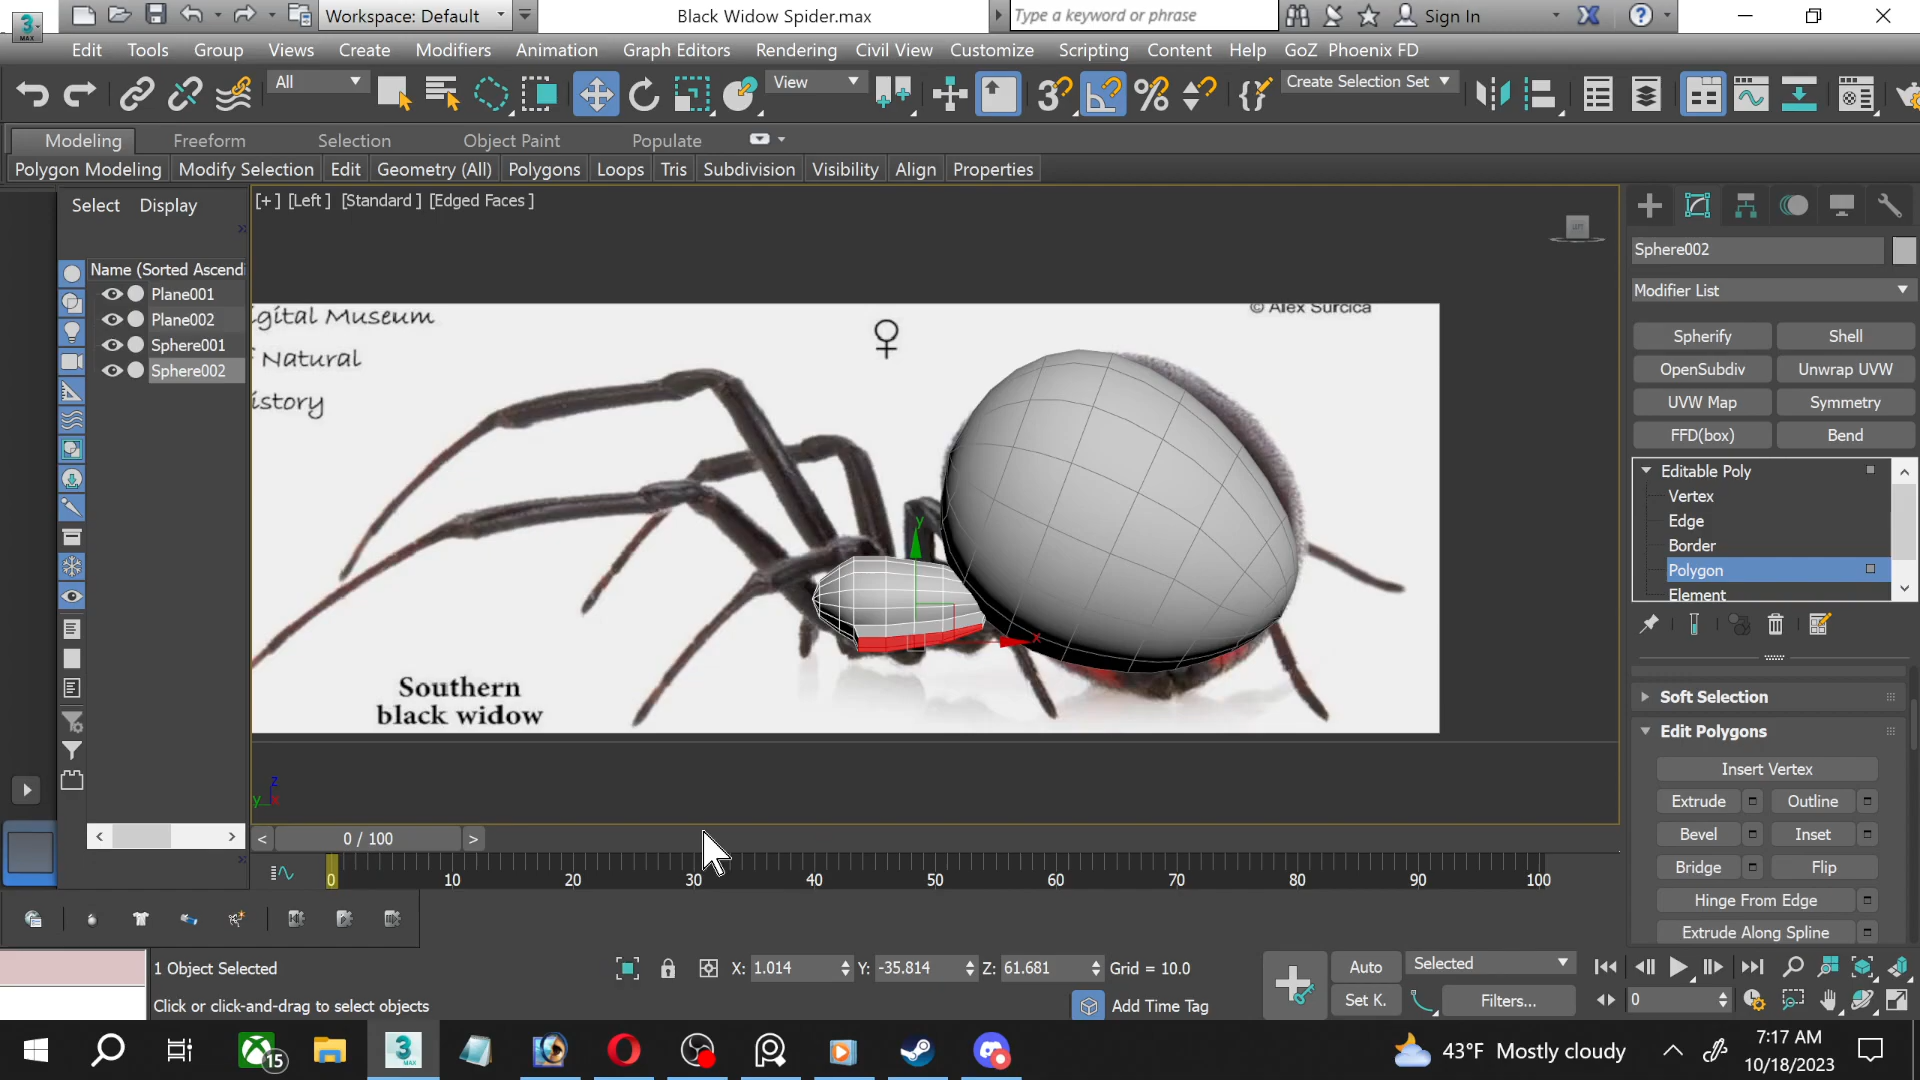 Workspace: Default
Black Widow Spider.max
Type a keyword or phrase
Sign In
Edit Tools Group Views Create Modifiers Animation Graph Editors Rendering Civil View Customize Scripting Content Help GoZ Phoenix FD
All
View
Create Selection Set
Modeling Freeform Selection Object Paint Populate
Polygon Modeling Modify Selection Edit Geometry (All) Polygons Loops Tris Subdivision Visibility Align Properties
Select Display
Name (Sorted Ascendi
Plane001
Plane002
Sphere001
Sphere002
[+] [Left] [Standard] [Edged Faces]
igital Museum
f Natural
istory
© Alex Surcica
♀
Southern
black widow
y
x
z
y
Sphere002
Modifier List
Spherify Shell
OpenSubdiv Unwrap UVW
UVW Map Symmetry
FFD(box) Bend
Editable Poly
Vertex
Edge
Border
Polygon
Element
Soft Selection
Edit Polygons
Insert Vertex
Extrude Outline
Bevel Inset
Bridge Flip
Hinge From Edge
Extrude Along Spline
< 0 / 100 >
0 10 20 30 40 50 60 70 80 90 100
1 Object Selected
X: 1.014 Y: -35.814 Z: 61.681 Grid = 10.0
Auto Selected
Click or click-and-drag to select objects
Add Time Tag
Set K. Filters... 0
15
43°F Mostly cloudy
7:17 AM
10/18/2023